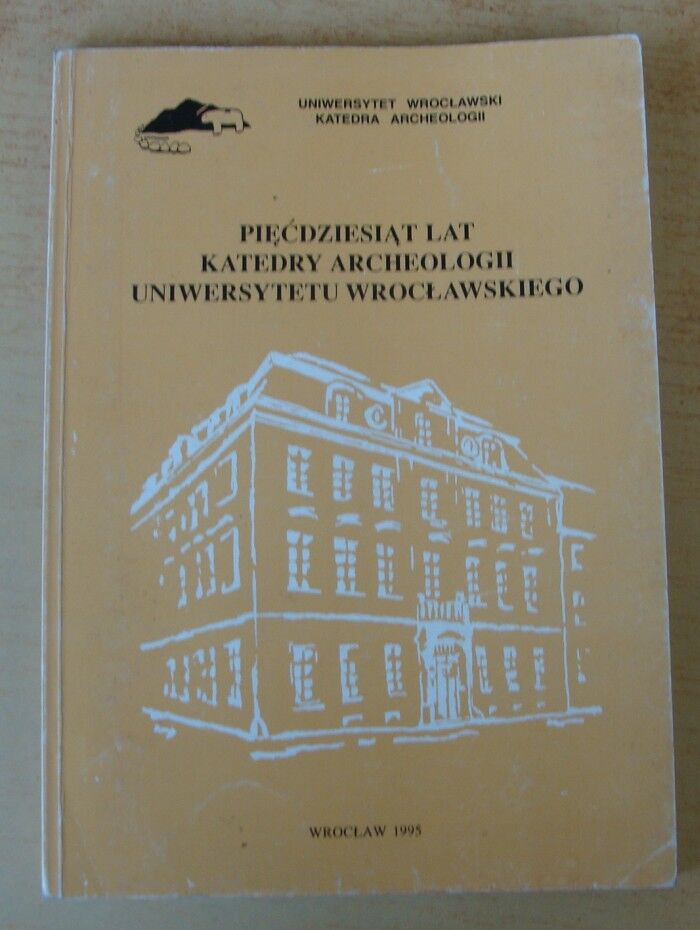 UNIWERSYTET WROCŁAWSKI
KATEDRA ARCHEOLOGII
PIĘĆDZIESIĄT LAT
KATEDRY ARCHEOLOGII
UNIWERSYTETU WROCŁAWSKIEGO
WROCŁAW 1995